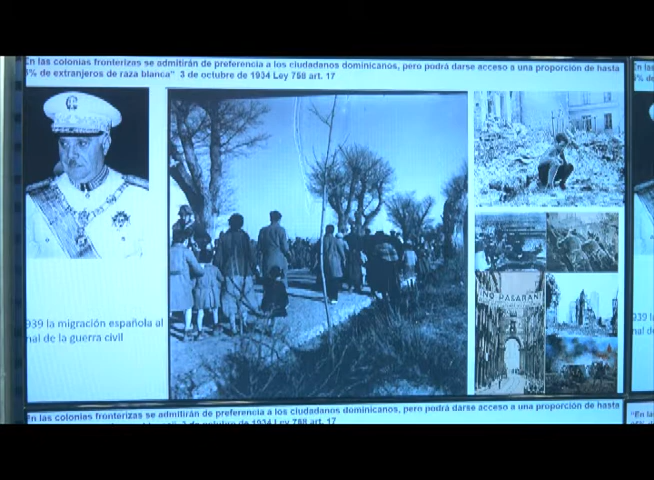 En las colonias fronterizas se admitirán de preferencia a los ciudadanos dominicanos, pero podrá darse acceso a una proporción de hasta
% de extranjeros de raza blanca" 3 de octubre de 1934 Ley 758 art. 17
939 la migración española al
nal de la guerra civil
NO PASARAN
En las colonias fronterizas se admitirán de preferencia a los ciudadanos dominicanos, pero podrá darse acceso a una proporción de hasta
3 de octubre de 1934 Ley 758 art. 17